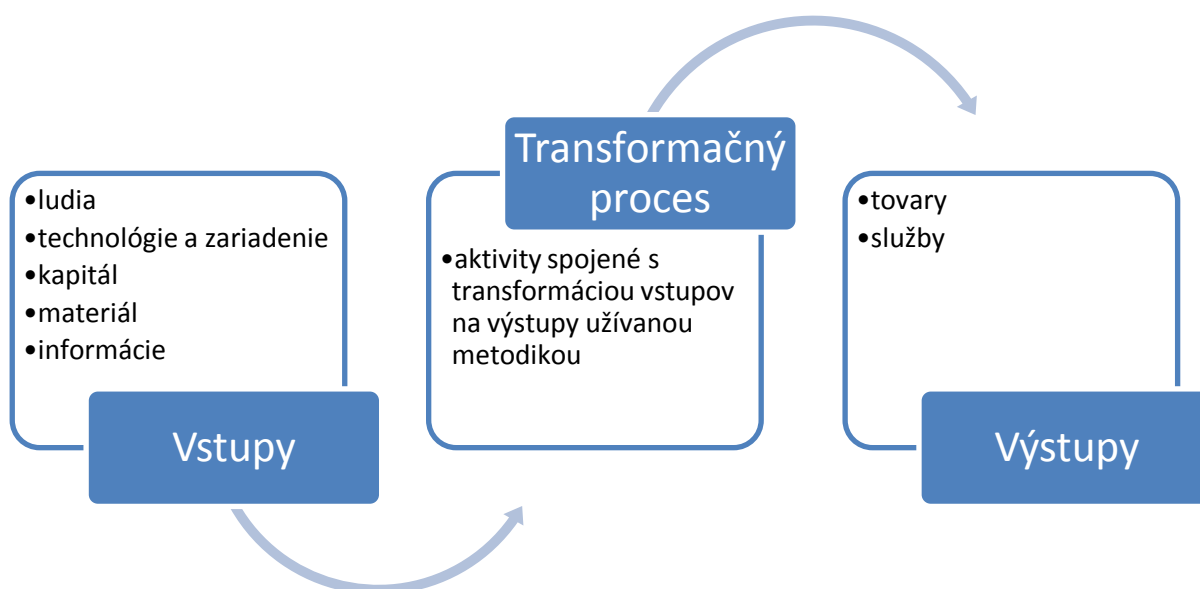 •ludia
•technológie a zariadenie
•kapitál
•materiál
•informácie
Vstupy
Transformačný
proces
•aktivity spojené s
transformáciou vstupov
na výstupy užívanou
metodikou
•tovary
•služby
Výstupy